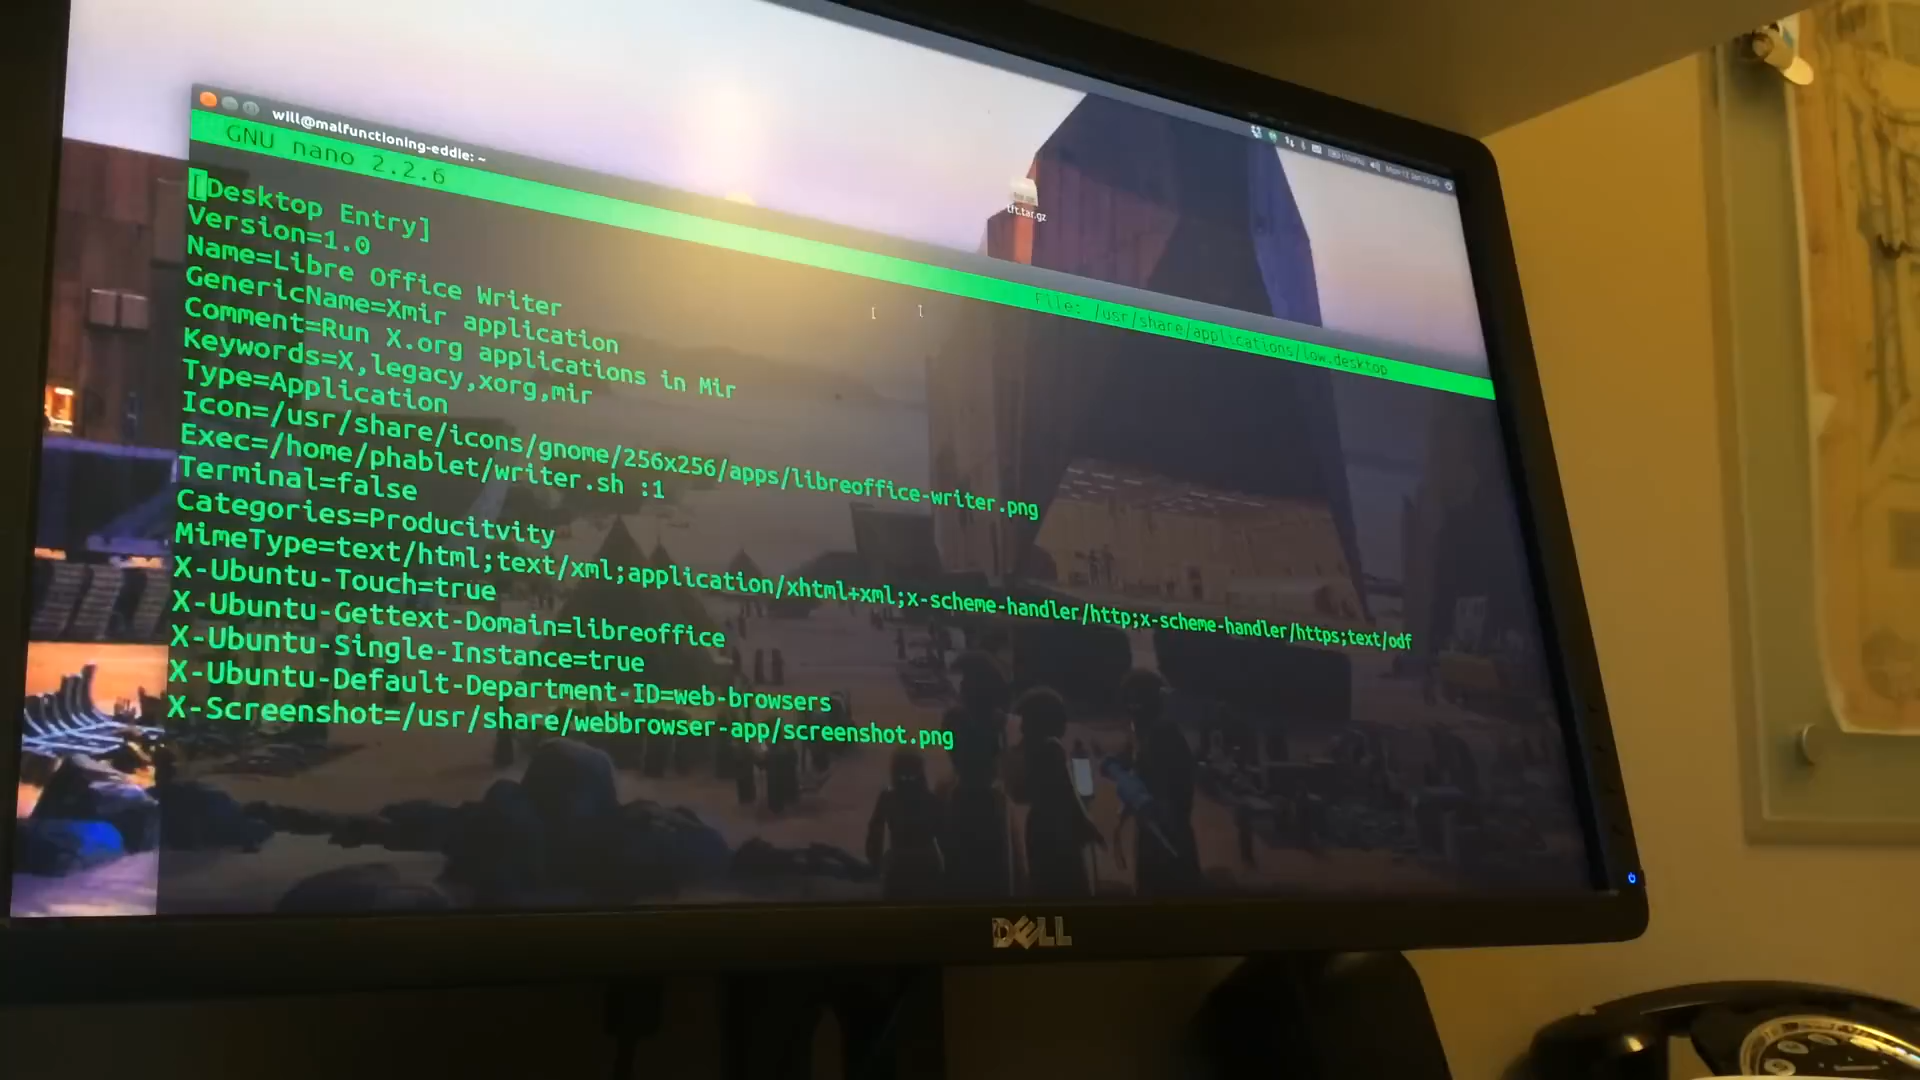 will@malfunctioning-eddie: ~
GNU nano 2.2.6
File: /usr/share/applications/low.desktop
[Desktop Entry]
Version=1.0
Name=Libre Office Writer
GenericName=Xmir application
Comment=Run X.org applications in Mir
Keywords=X,legacy,xorg,mir
Type=Application
Icon=/usr/share/icons/gnome/256x256/apps/libreoffice-writer.png
Exec=/home/phablet/writer.sh :1
Terminal=false
Categories=Producitvity
MimeType=text/html;text/xml;application/xhtml+xml;x-scheme-handler/http;x-scheme-handler/https;text/odf
X-Ubuntu-Touch=true
X-Ubuntu-Gettext-Domain=libreoffice
X-Ubuntu-Single-Instance=true
X-Ubuntu-Default-Department-ID=web-browsers
X-Screenshot=/usr/share/webbrowser-app/screenshot.png
tft.tar.gz
DELL